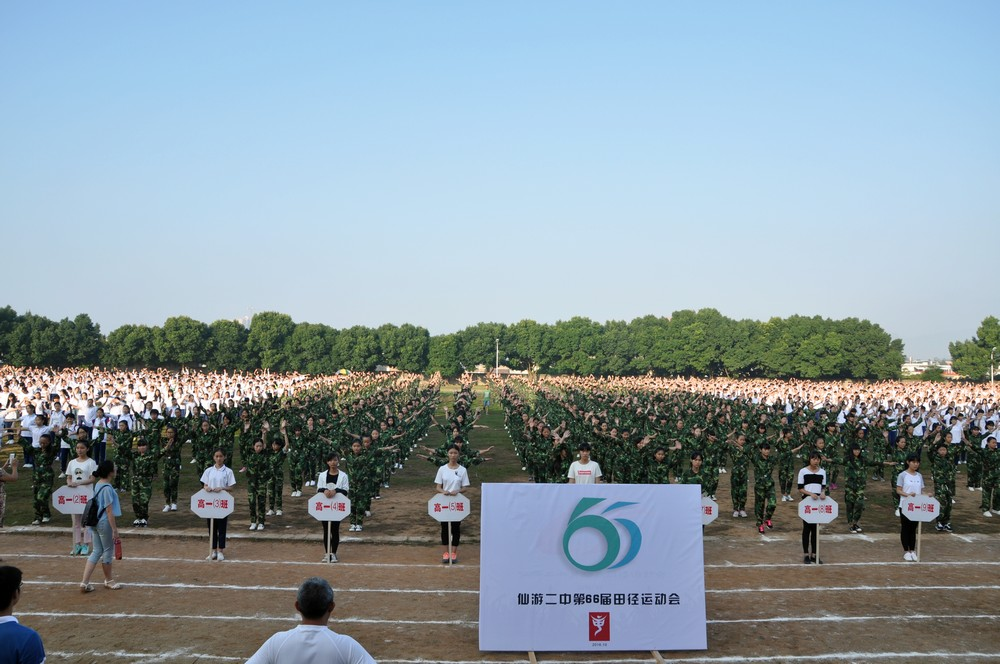 高一(2)班
高一(3)班
高一(4)班
高一(5)班
班
高一(8)班
高一(9)班
66
仙游二中第66届田径运动会